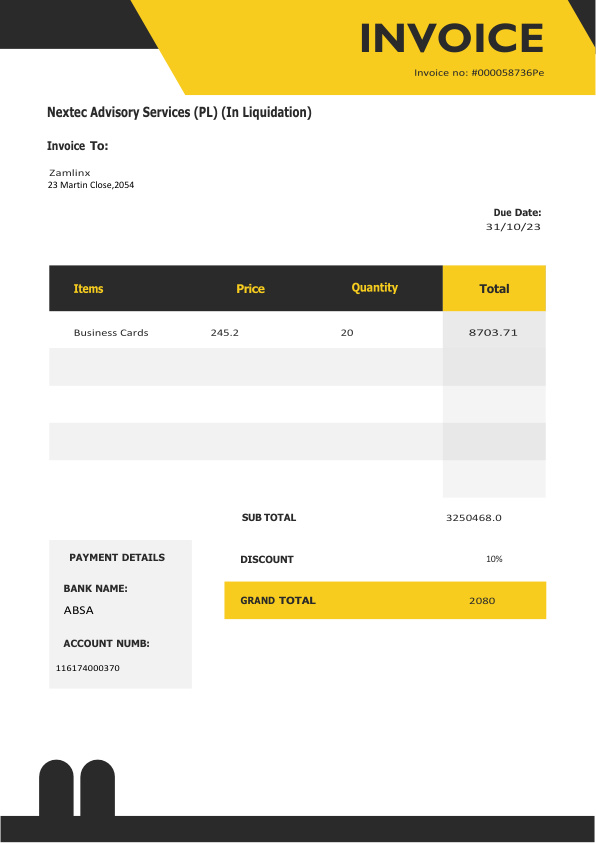 INVOICE
Invoice no: #000058736Pe
Nextec Advisory Services (PL) (In Liquidation)
Invoice To:
Zamlinx
23 Martin Close,2054
Due Date:
31/10/23
Items Price Quantity Total
Business Cards 245.2 20 8703.71
SUB TOTAL 3250468.0
PAYMENT DETAILS
DISCOUNT 10%
BANK NAME:
ABSA
GRAND TOTAL 2080
ACCOUNT NUMB:
116174000370